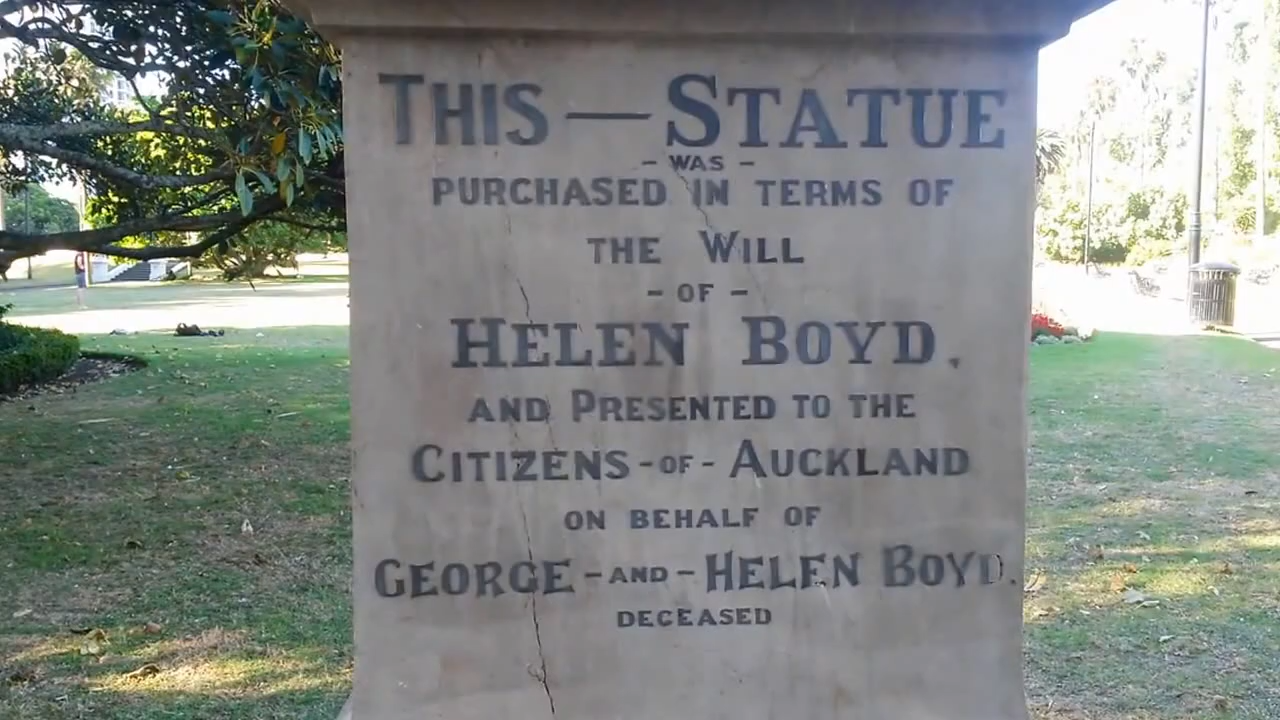 THIS — STATUE
- WAS -
PURCHASED IN TERMS OF
THE WILL
- OF -
HELEN BOYD.
AND PRESENTED TO THE
CITIZENS - OF - AUCKLAND
ON BEHALF OF
GEORGE - AND - HELEN BOYD.
DECEASED